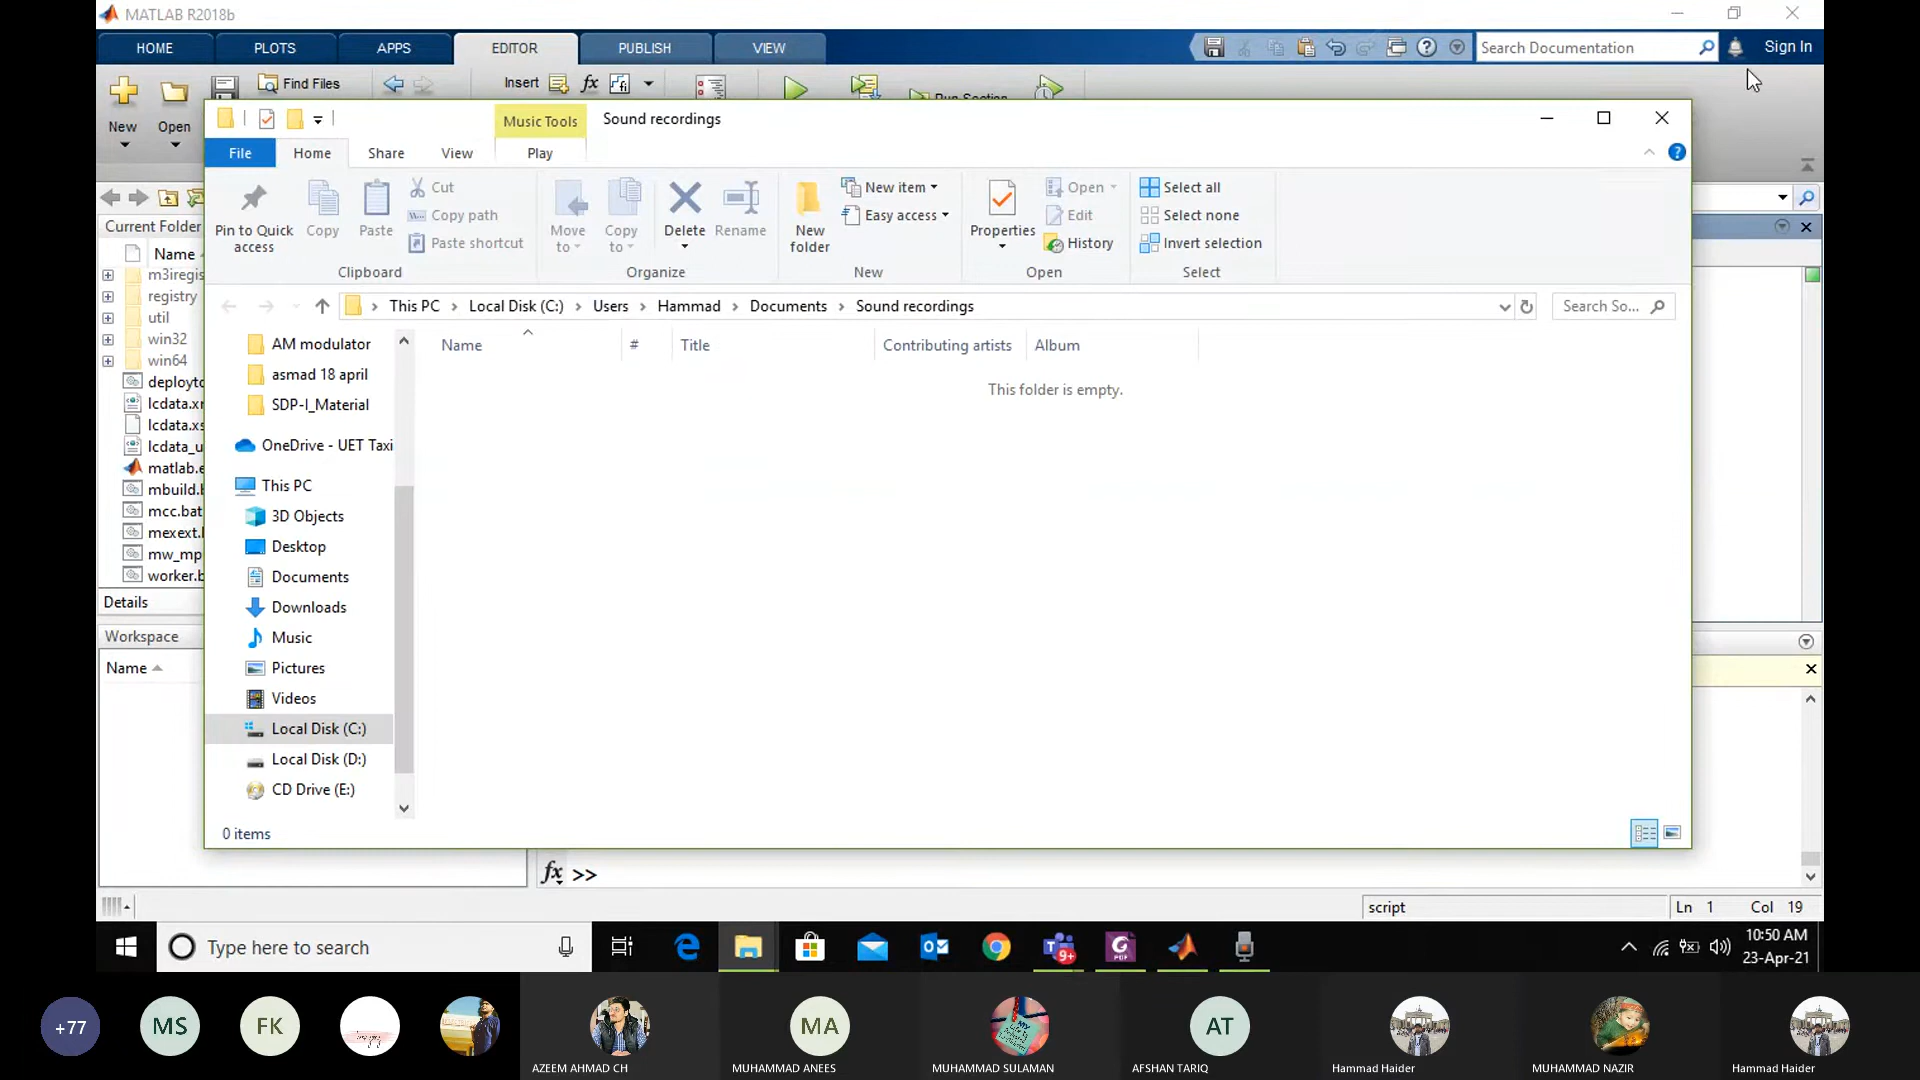 MATLAB R2018b
HOME PLOTS APPS EDITOR PUBLISH VIEW
Search Documentation
Sign In
New Open Find Files Insert fx
Sound recordings
Music Tools
File Home Share View Play
Pin to Quick access
Copy
Paste
Cut
Copy path
Paste shortcut
Clipboard
Move to
Copy to
Delete
Rename
Organize
New folder
New item
Easy access
New
Properties
Open
Edit
History
Open
Select all
Select none
Invert selection
Select
This PC > Local Disk (C:) > Users > Hammad > Documents > Sound recordings
Search So...
Current Folder
Name
m3iregis
registry
util
win32
win64
deployto
lcdata.x
lcdata.xs
lcdata_u
matlab.e
mbuild.b
mcc.bat
mexext.
mw_mp
worker.b
Details
Workspace
Name
AM modulator
asmad 18 april
SDP-I_Material
OneDrive - UET Taxi
This PC
3D Objects
Desktop
Documents
Downloads
Music
Pictures
Videos
Local Disk (C:)
Local Disk (D:)
CD Drive (E:)
Name # Title Contributing artists Album
This folder is empty.
0 items
fx >>
script
Ln 1 Col 19
Type here to search
9+
10:50 AM
23-Apr-21
+77
MS
FK
MA
AT
AZEEM AHMAD CH
MUHAMMAD ANEES
MUHAMMAD SULAMAN
AFSHAN TARIQ
Hammad Haider
MUHAMMAD NAZIR
Hammad Haider